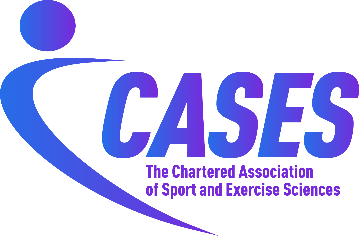 CASES
The Chartered Association
of Sport and Exercise Sciences